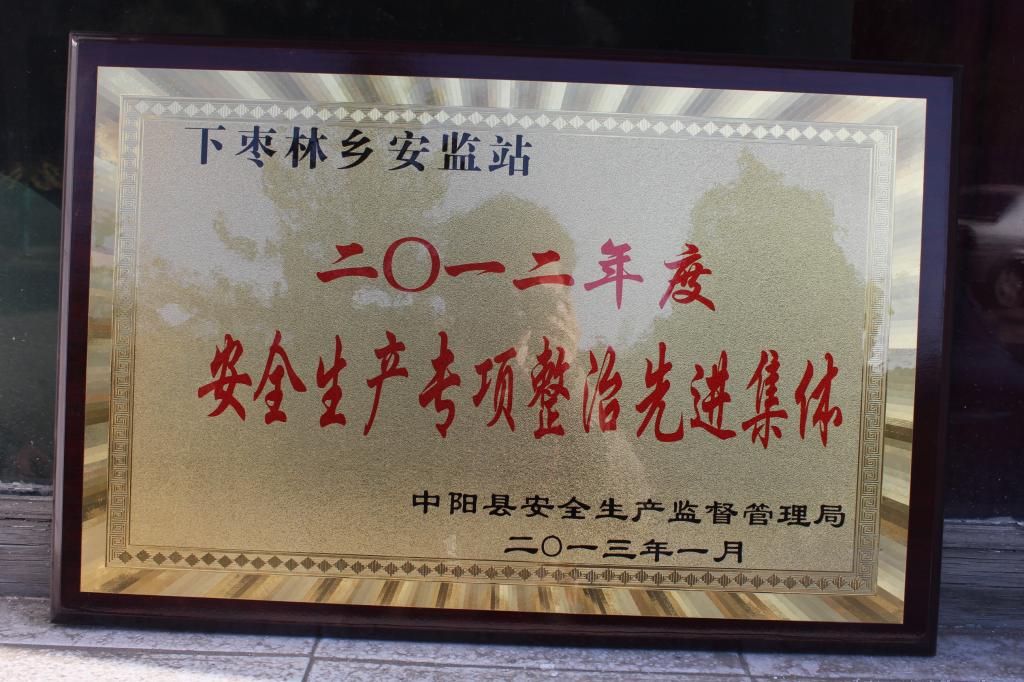 下枣林乡安监站
二〇一二年度
安全生产专项整治先进集体
中阳县安全生产监督管理局
二〇一三年一月